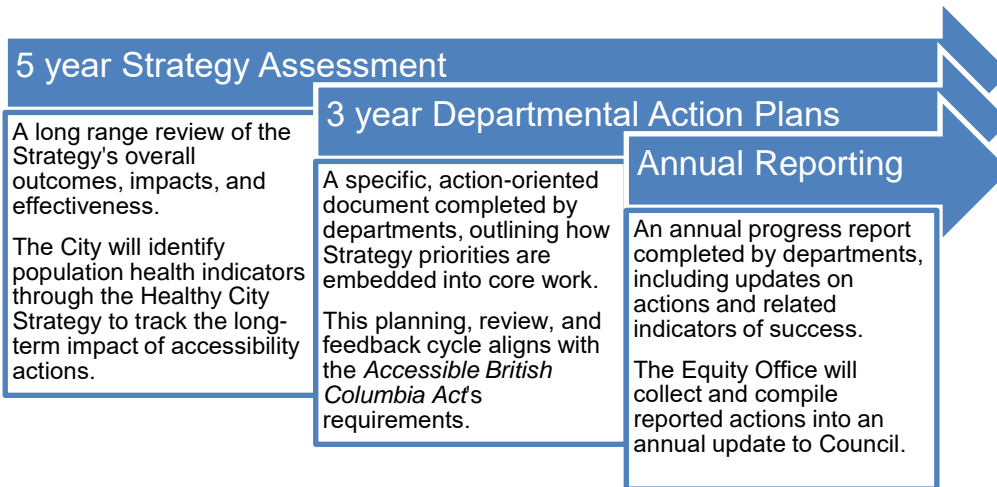 5 year Strategy Assessment
A long range review of the
Strategy's overall
outcomes, impacts, and
effectiveness.
The City will identify
population health indicators
through the Healthy City
Strategy to track the long-
term impact of accessibility
actions.
3 year Departmental Action Plans
A specific, action-oriented
document completed by
departments, outlining how
Strategy priorities are
embedded into core work.
This planning, review, and
feedback cycle aligns with
the Accessible British
Columbia Act's
requirements.
Annual Reporting
An annual progress report
completed by departments,
including updates on
actions and related
indicators of success.
The Equity Office will
collect and compile
reported actions into an
annual update to Council.